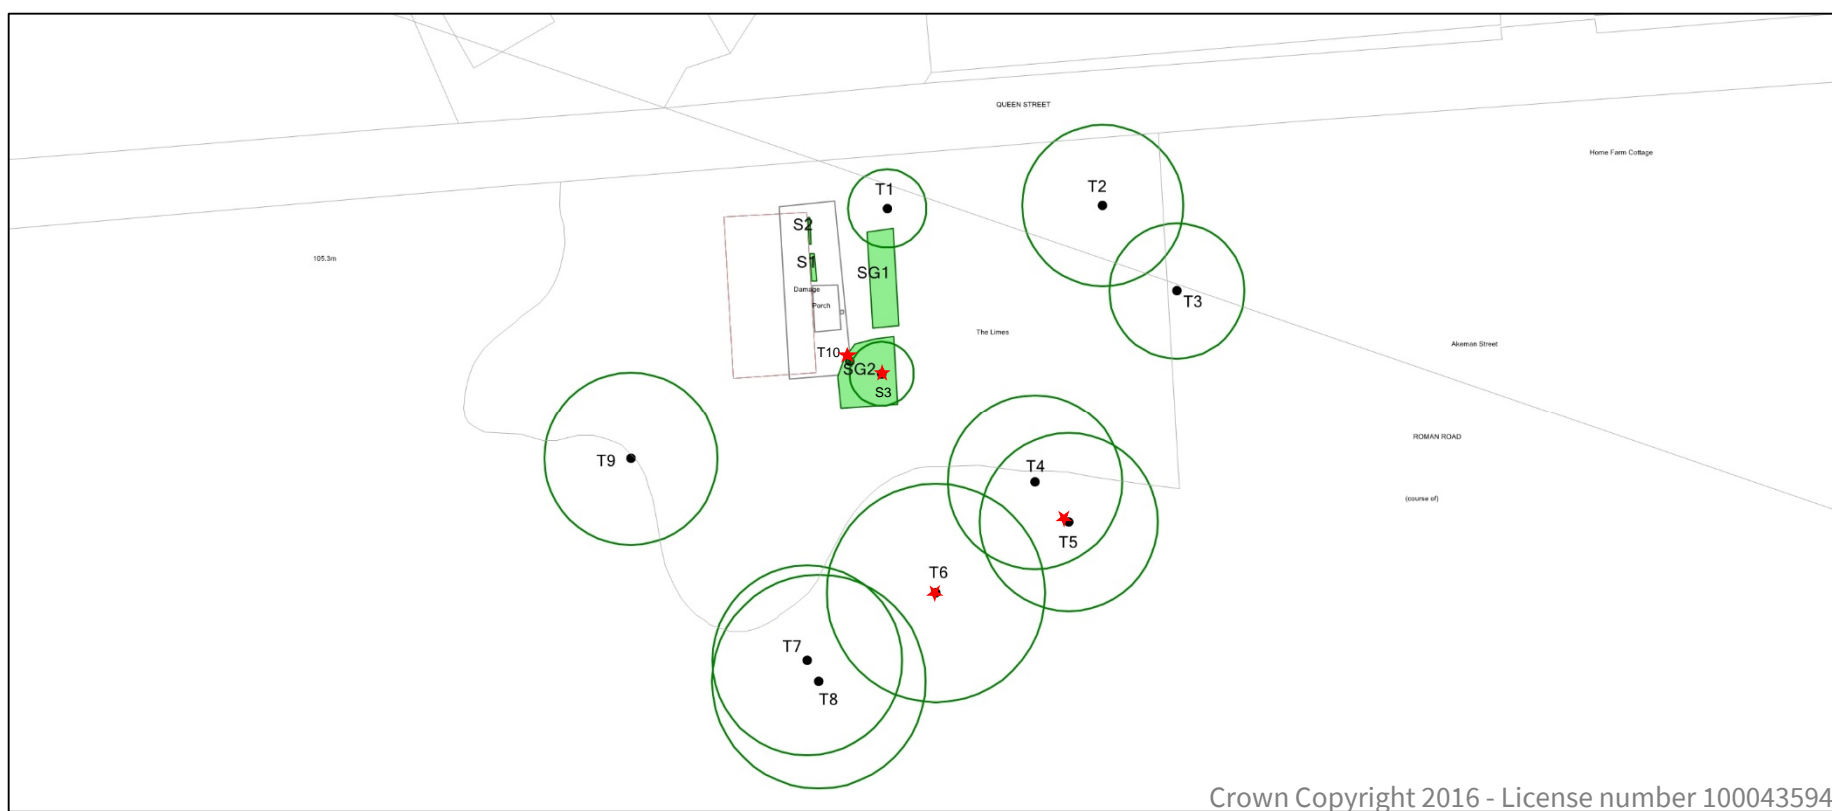 QUEEN STREET
Home Farm Cottage
T1
T2
S2
105.3m
S1
SG1
Damage
Porch
T3
The Limes
Akeman Street
T10
SG2
S3
ROMAN ROAD
T9
T4
(course of)
T5
T6
T7
T8
Crown Copyright 2016 - License number 100043594